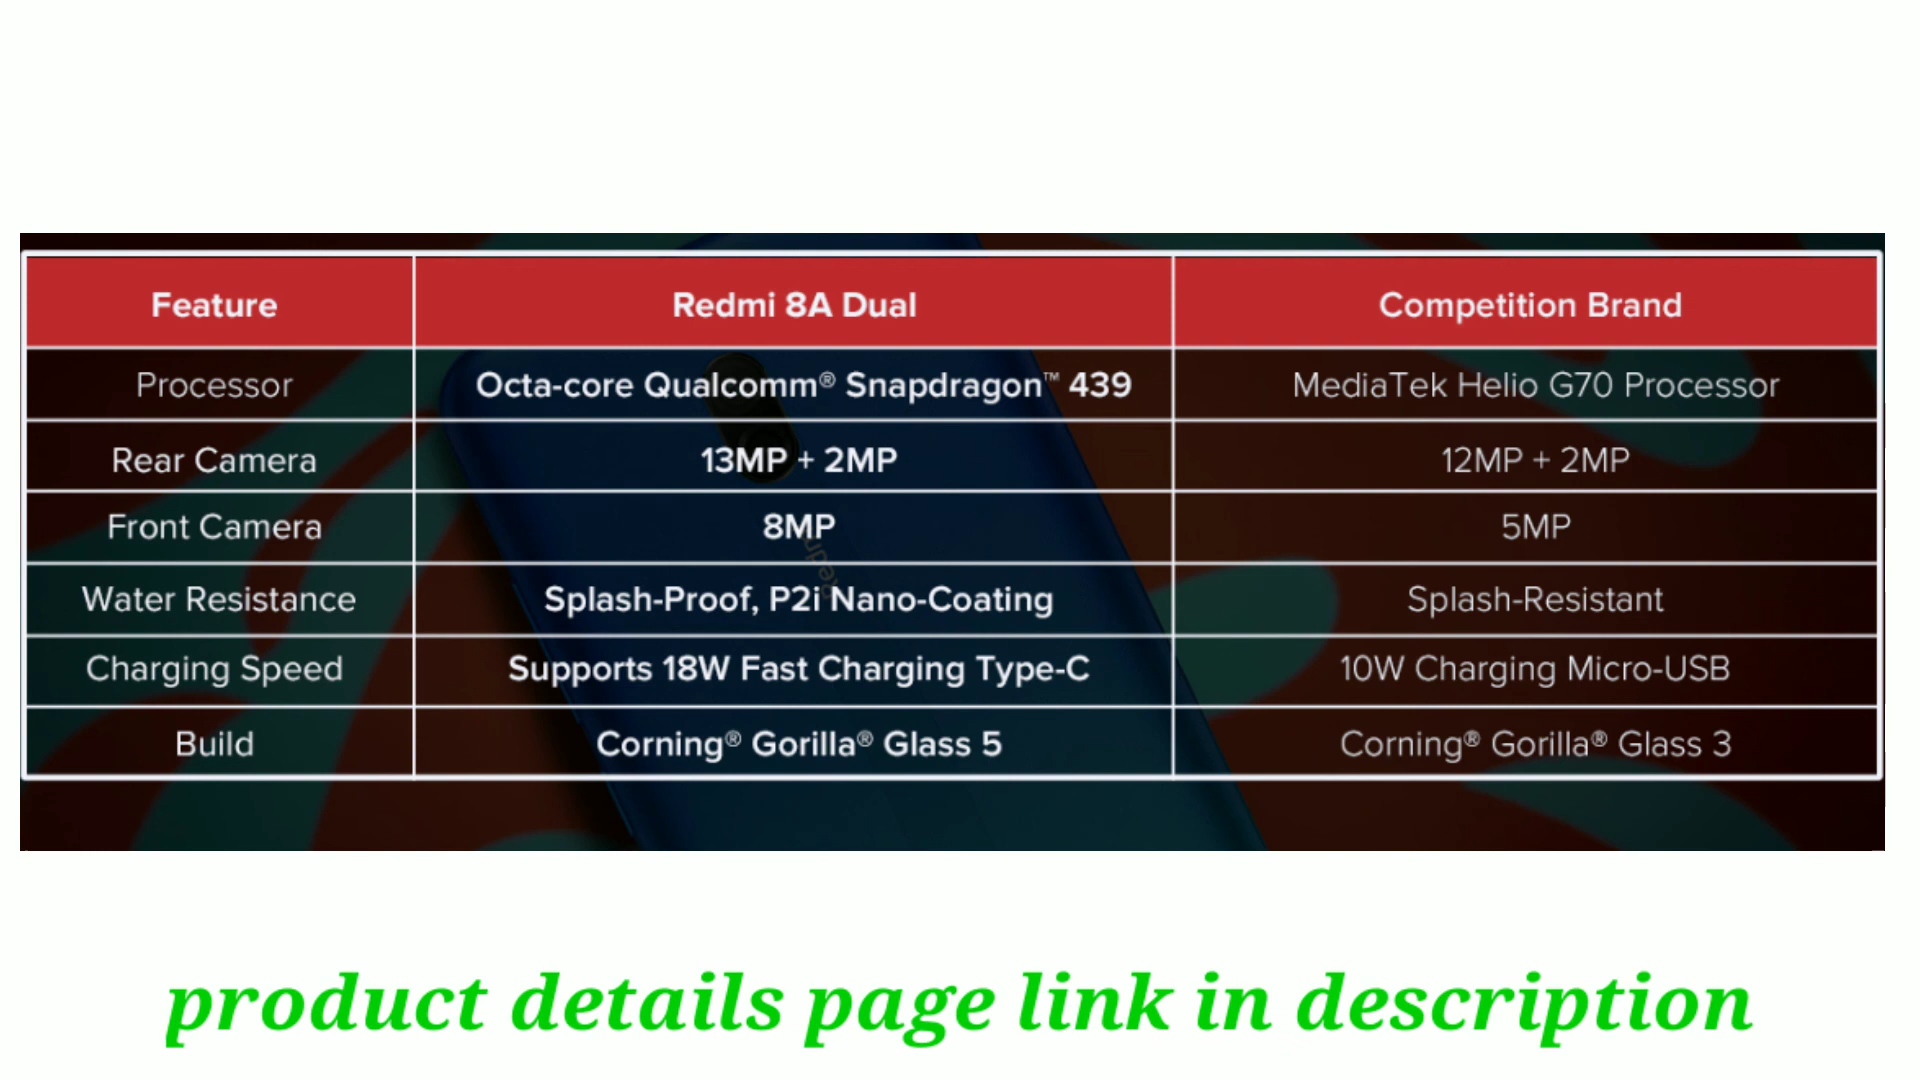 Feature Redmi 8A Dual Competition Brand
Processor Octa-core Qualcomm® Snapdragon™ 439 MediaTek Helio G70 Processor
Rear Camera 13MP + 2MP 12MP + 2MP
Front Camera 8MP 5MP
Water Resistance Splash-Proof, P2i Nano-Coating Splash-Resistant
Charging Speed Supports 18W Fast Charging Type-C 10W Charging Micro-USB
Build Corning® Gorilla® Glass 5 Corning® Gorilla® Glass 3
product details page link in description